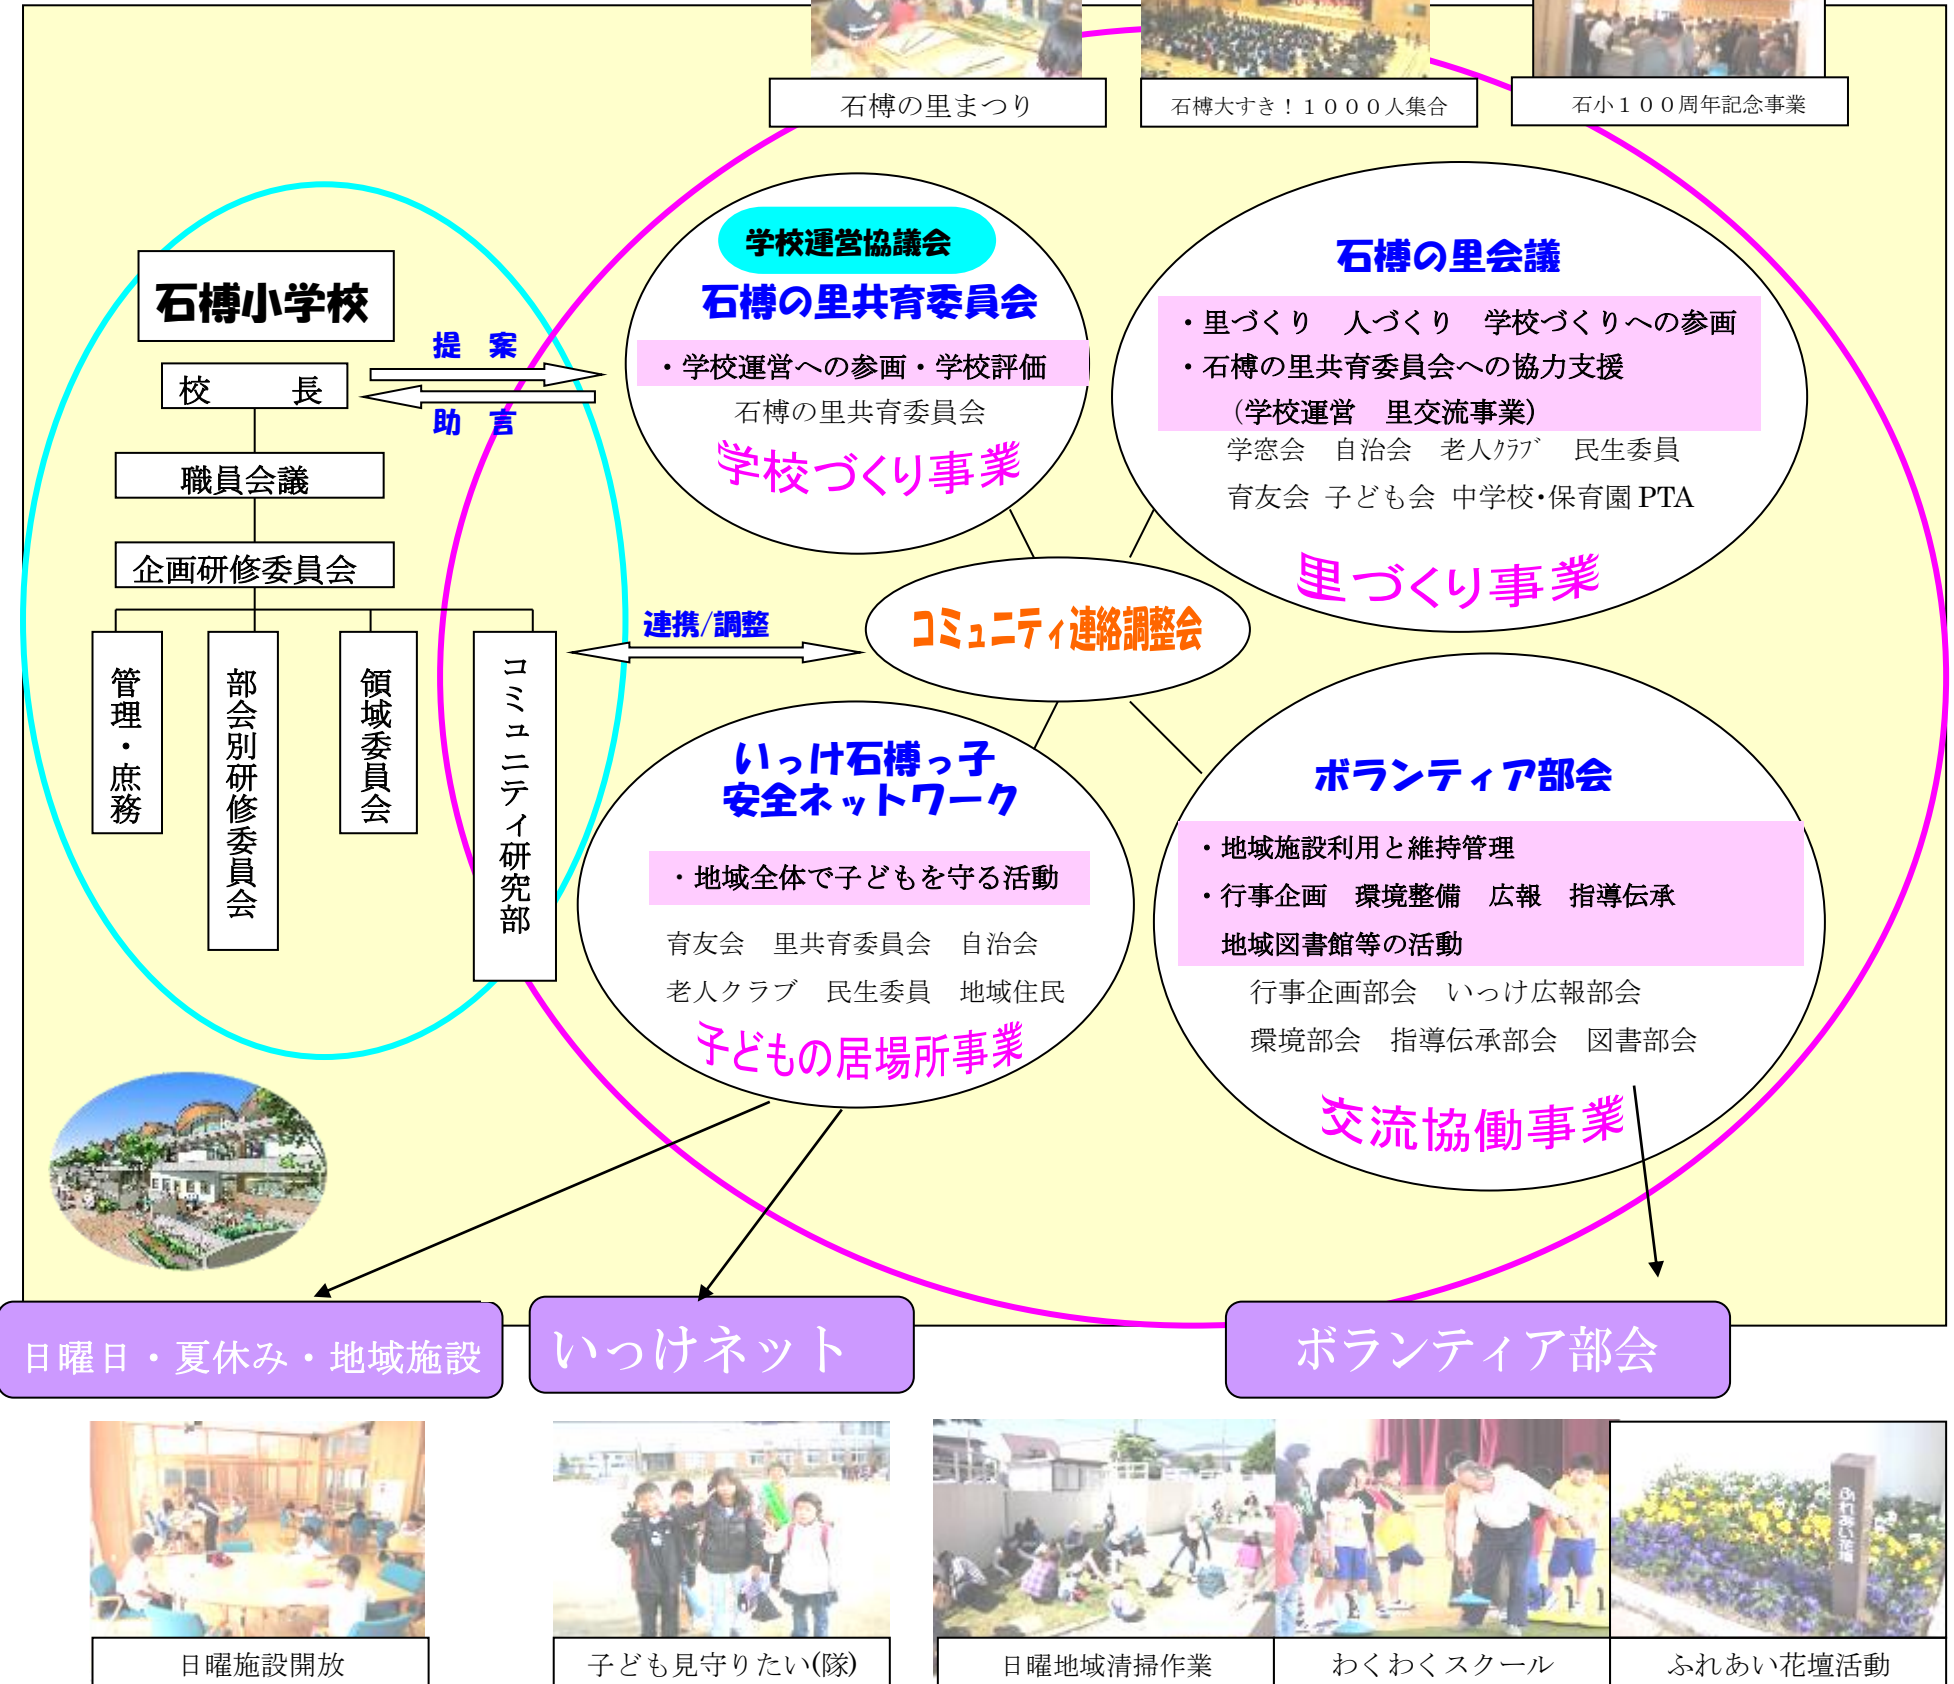 石榑の里まつり
石榑大すき！１０００人集合
石小１００周年記念事業
石榑小学校
校　長
職員会議
企画研修委員会
管理・庶務
部会別研修委員会
領域委員会
コミュニティ研究部
提　案
助　言
連携/調整
学校運営協議会
石榑の里共育委員会
・学校運営への参画・学校評価
石榑の里共育委員会
学校づくり事業
石榑の里会議
・里づくり　人づくり　学校づくりへの参画
・石榑の里共育委員会への協力支援
（学校運営　里交流事業）
学窓会　自治会　老人ｸﾗﾌﾞ　民生委員
育友会 子ども会 中学校・保育園 PTA
里づくり事業
コミュニティ連絡調整会
いっけ石榑っ子
安全ネットワーク
・地域全体で子どもを守る活動
育友会　里共育委員会　自治会
老人クラブ　民生委員　地域住民
子どもの居場所事業
ボランティア部会
・地域施設利用と維持管理
・行事企画　環境整備　広報　指導伝承
地域図書館等の活動
行事企画部会　いっけ広報部会
環境部会　指導伝承部会　図書部会
交流協働事業
日曜日・夏休み・地域施設
いっけネット
ボランティア部会
ふれあい花壇
日曜施設開放
子ども見守りたい(隊)
日曜地域清掃作業
わくわくスクール
ふれあい花壇活動